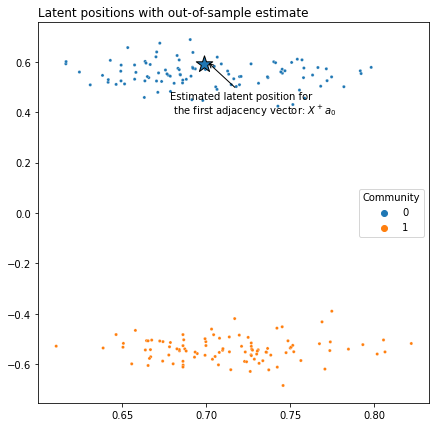 Latent positions with out-of-sample estimate
0.6
Estimated latent position for
the first adjacency vector: X⁺a₀
0.4
0.2
Community
0
1
0.0
−0.2
−0.4
−0.6
0.65 0.70 0.75 0.80